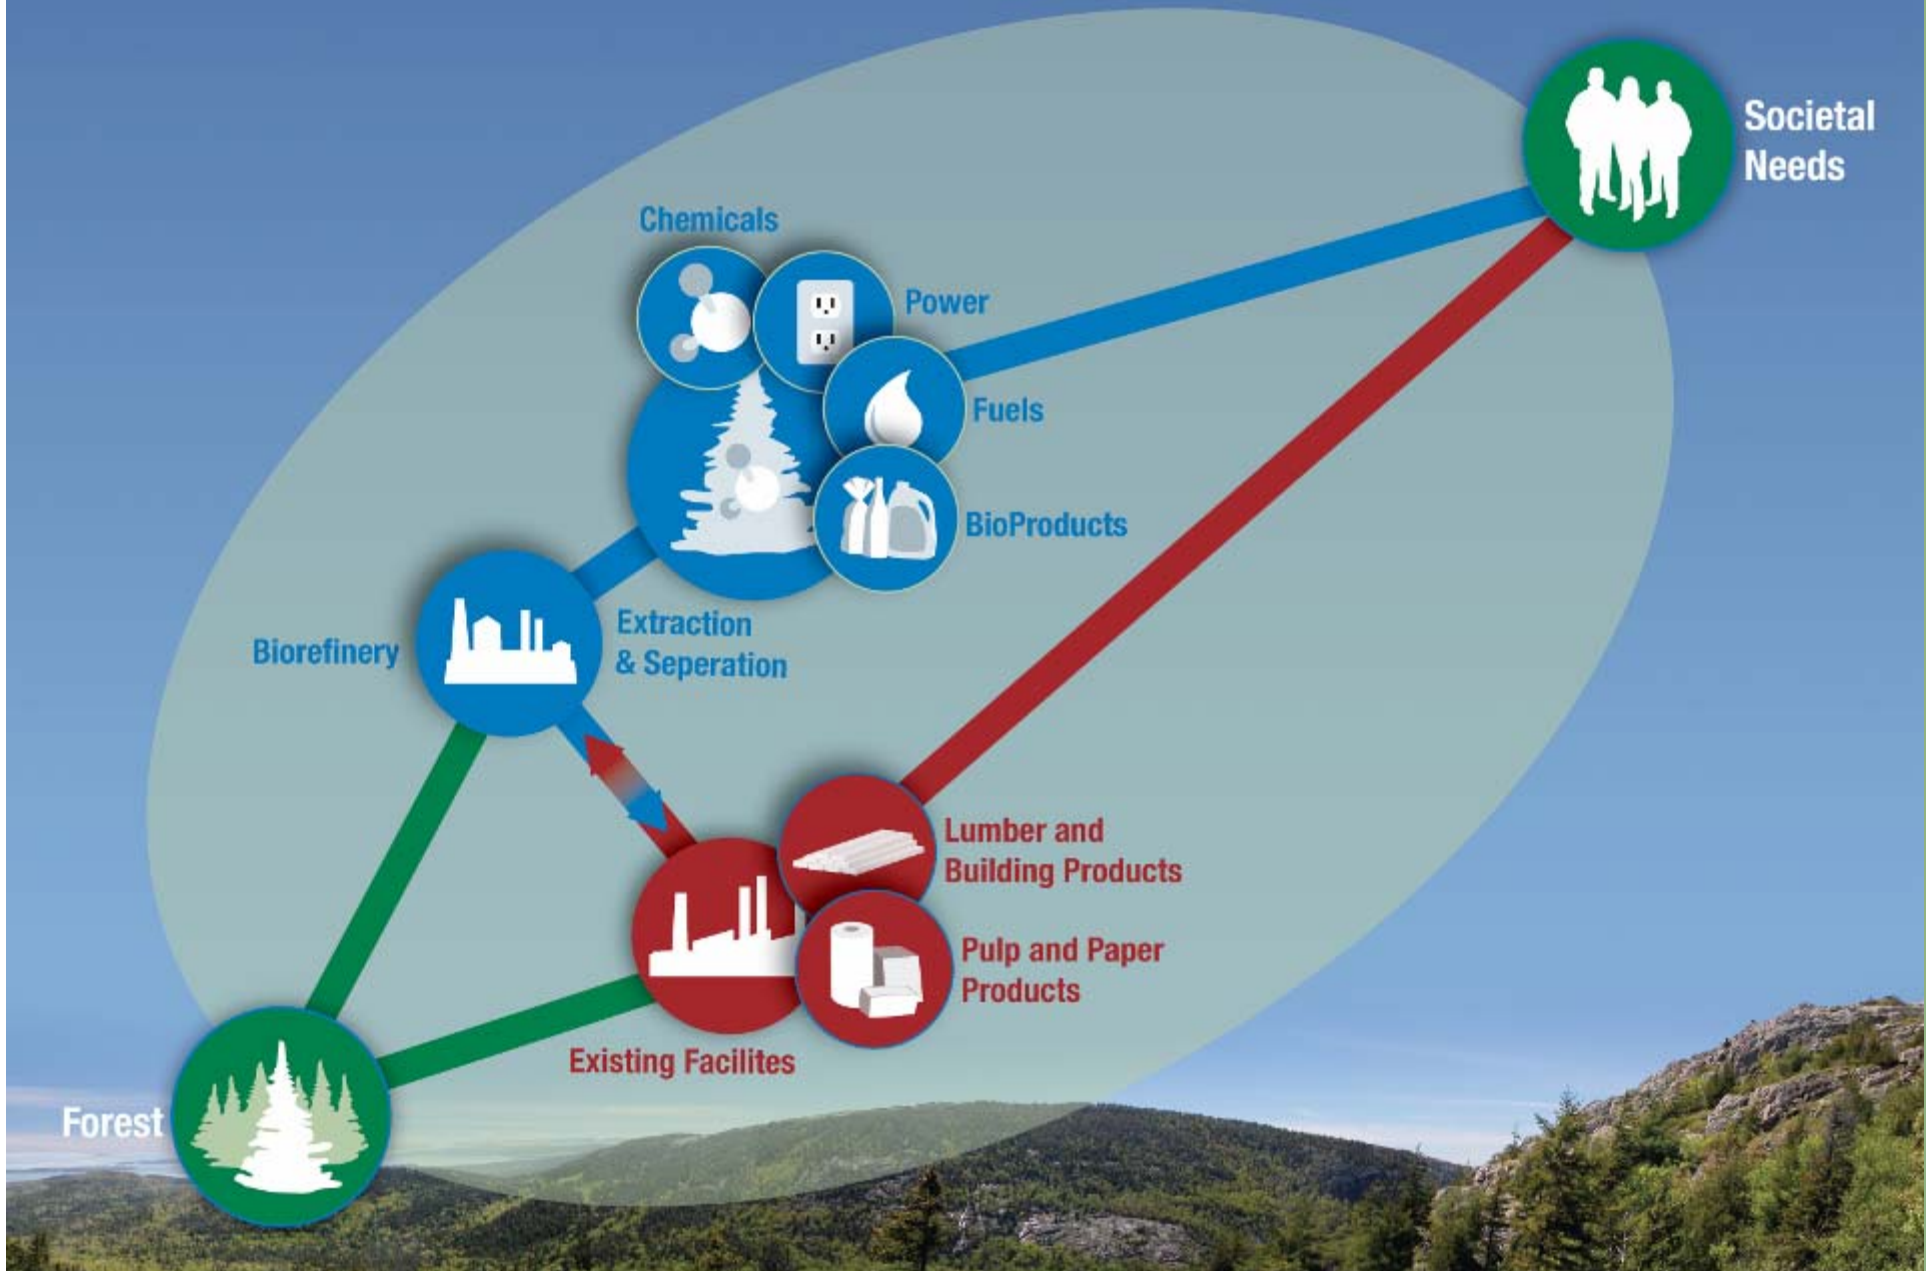 Societal
Needs
Chemicals
Power
Fuels
BioProducts
Extraction
& Seperation
Biorefinery
Lumber and
Building Products
Pulp and Paper
Products
Existing Facilites
Forest